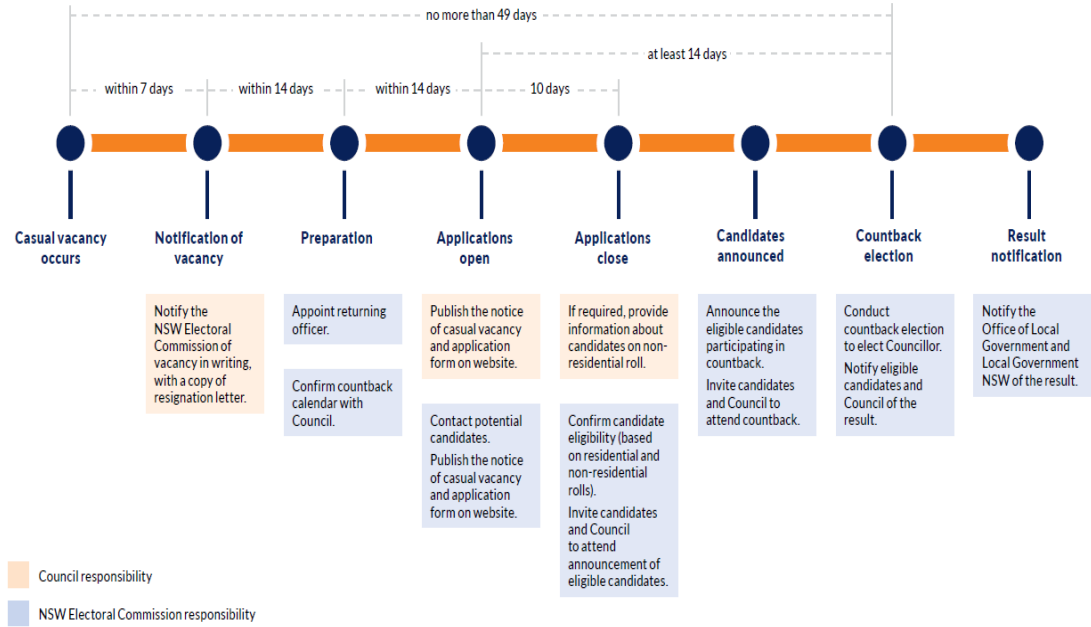 no more than 49 days
at least 14 days
within 7 days
within 14 days
within 14 days
10 days
Casual vacancy
occurs
Notification of
vacancy
Preparation
Applications
open
Applications
close
Candidates
announced
Countback
election
Result
notification
Notify the
NSW Electoral
Commission of
vacancy in writing,
with a copy of
resignation letter.
Appoint returning
officer.
Confirm countback
calendar with
Council.
Publish the notice
of casual vacancy
and application
form on website.
Contact potential
candidates.
Publish the notice
of casual vacancy
and application
form on website.
If required, provide
information about
candidates on non-
residential roll.
Confirm candidate
eligibility (based
on residential and
non-residential
rolls).
Invite candidates
and Council
to attend
announcement of
eligible candidates.
Announce the
eligible candidates
participating in
countback.
Invite candidates
and Council to
attend countback.
Conduct
countback election
to elect Councillor.
Notify eligible
candidates and
Council of the
result.
Notify the
Office of Local
Government and
Local Government
NSW of the result.
Council responsibility
NSW Electoral Commission responsibility